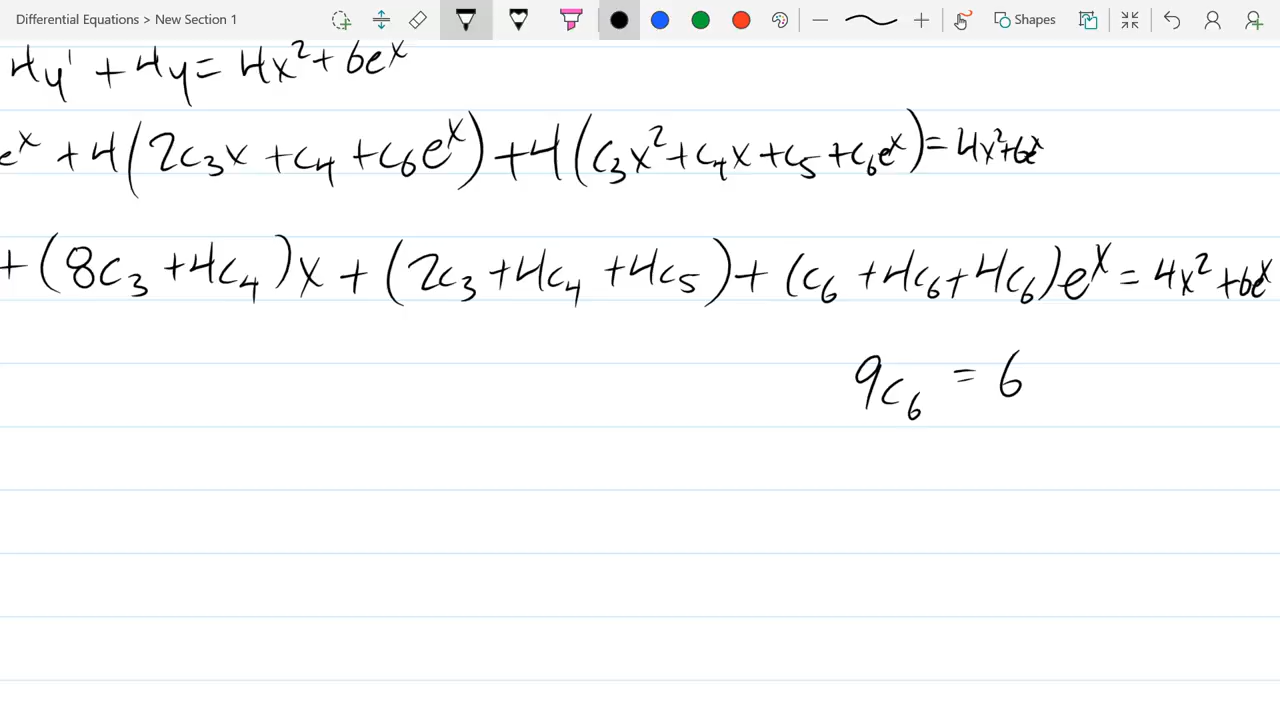 Differential Equations > New Section 1
Shapes
4y' + 4y = 4x² + 6eˣ
eˣ + 4(2c₃x + c₄ + c₆eˣ) + 4(c₃x² + c₄x + c₅ + c₆eˣ) = 4x² + 6eˣ
+ (8c₃ + 4c₄)x + (2c₃ + 4c₄ + 4c₅) + (c₆ + 4c₆ + 4c₆)eˣ = 4x² + 6eˣ
9c₆ = 6